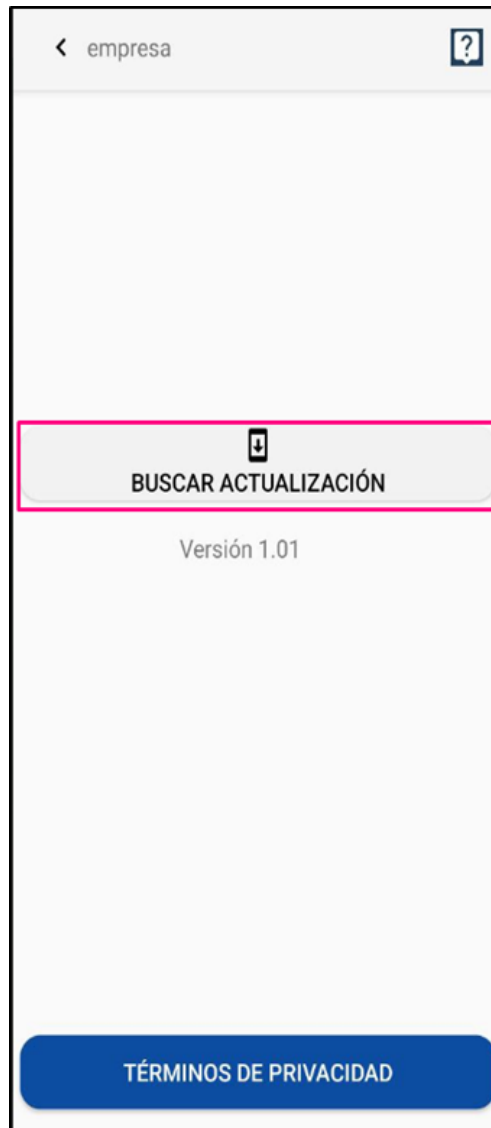 empresa
?
BUSCAR ACTUALIZACIÓN
Versión 1.01
TÉRMINOS DE PRIVACIDAD